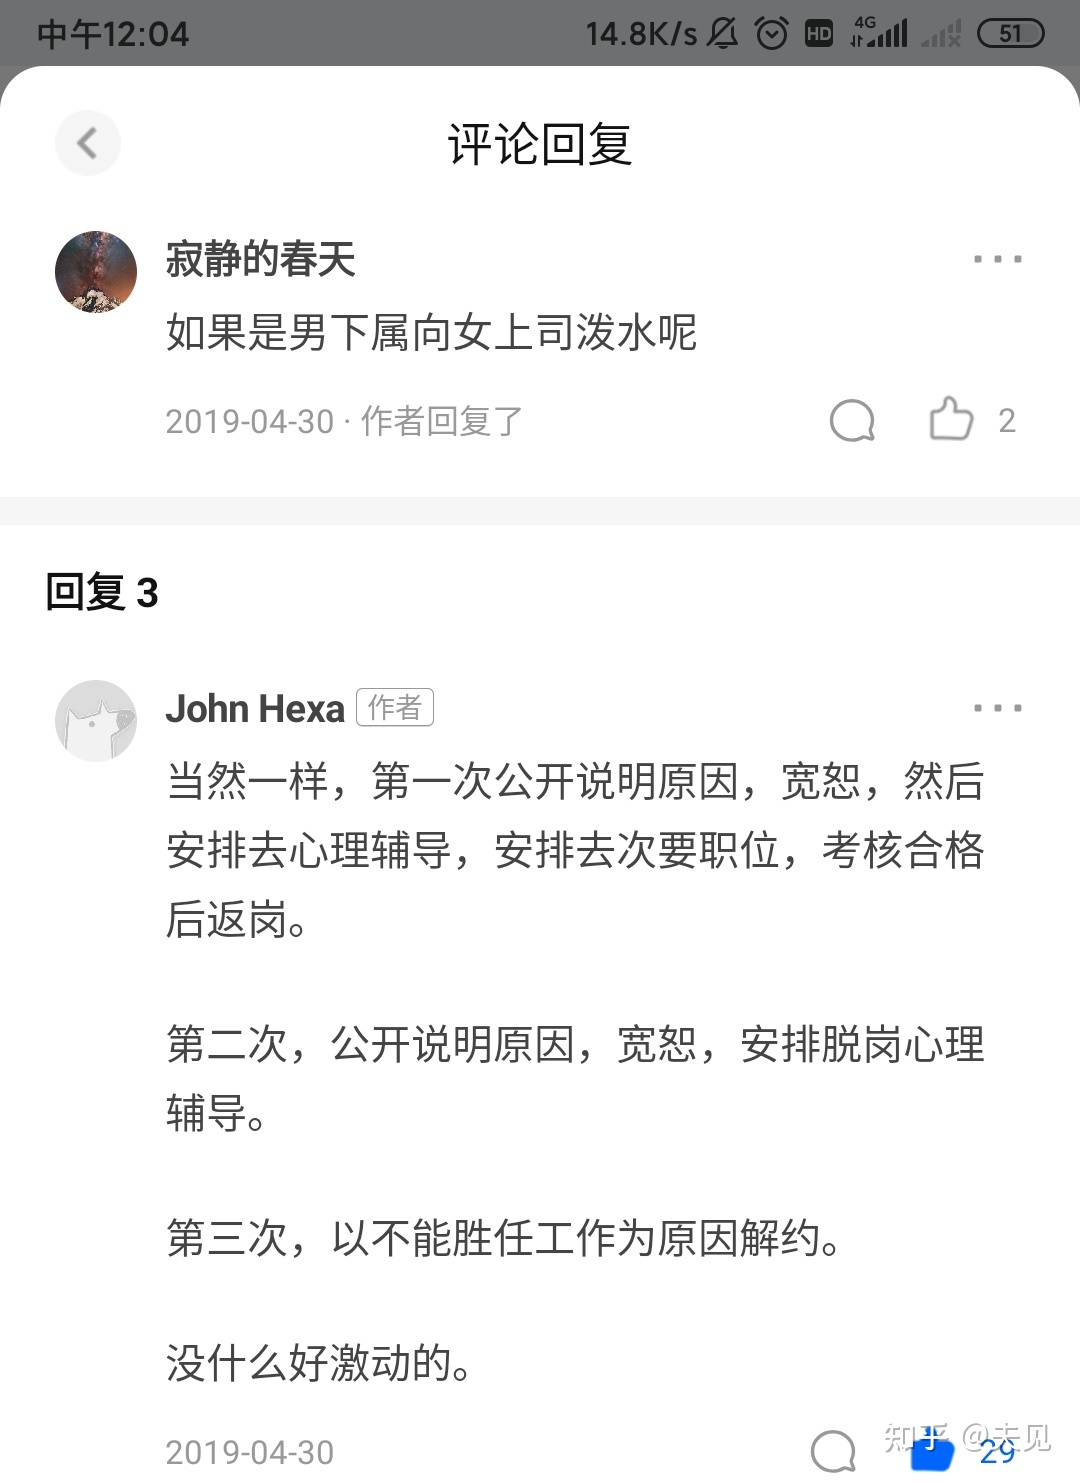 中午12:04
14.8K/s HD 4G 51
评论回复
寂静的春天
如果是男下属向女上司泼水呢
2019-04-30 · 作者回复了
2
回复 3
John Hexa 作者
当然一样，第一次公开说明原因，宽恕，然后
安排去心理辅导，安排去次要职位，考核合格
后返岗。
第二次，公开说明原因，宽恕，安排脱岗心理
辅导。
第三次，以不能胜任工作为原因解约。
没什么好激动的。
2019-04-30
29
知乎 @夫见